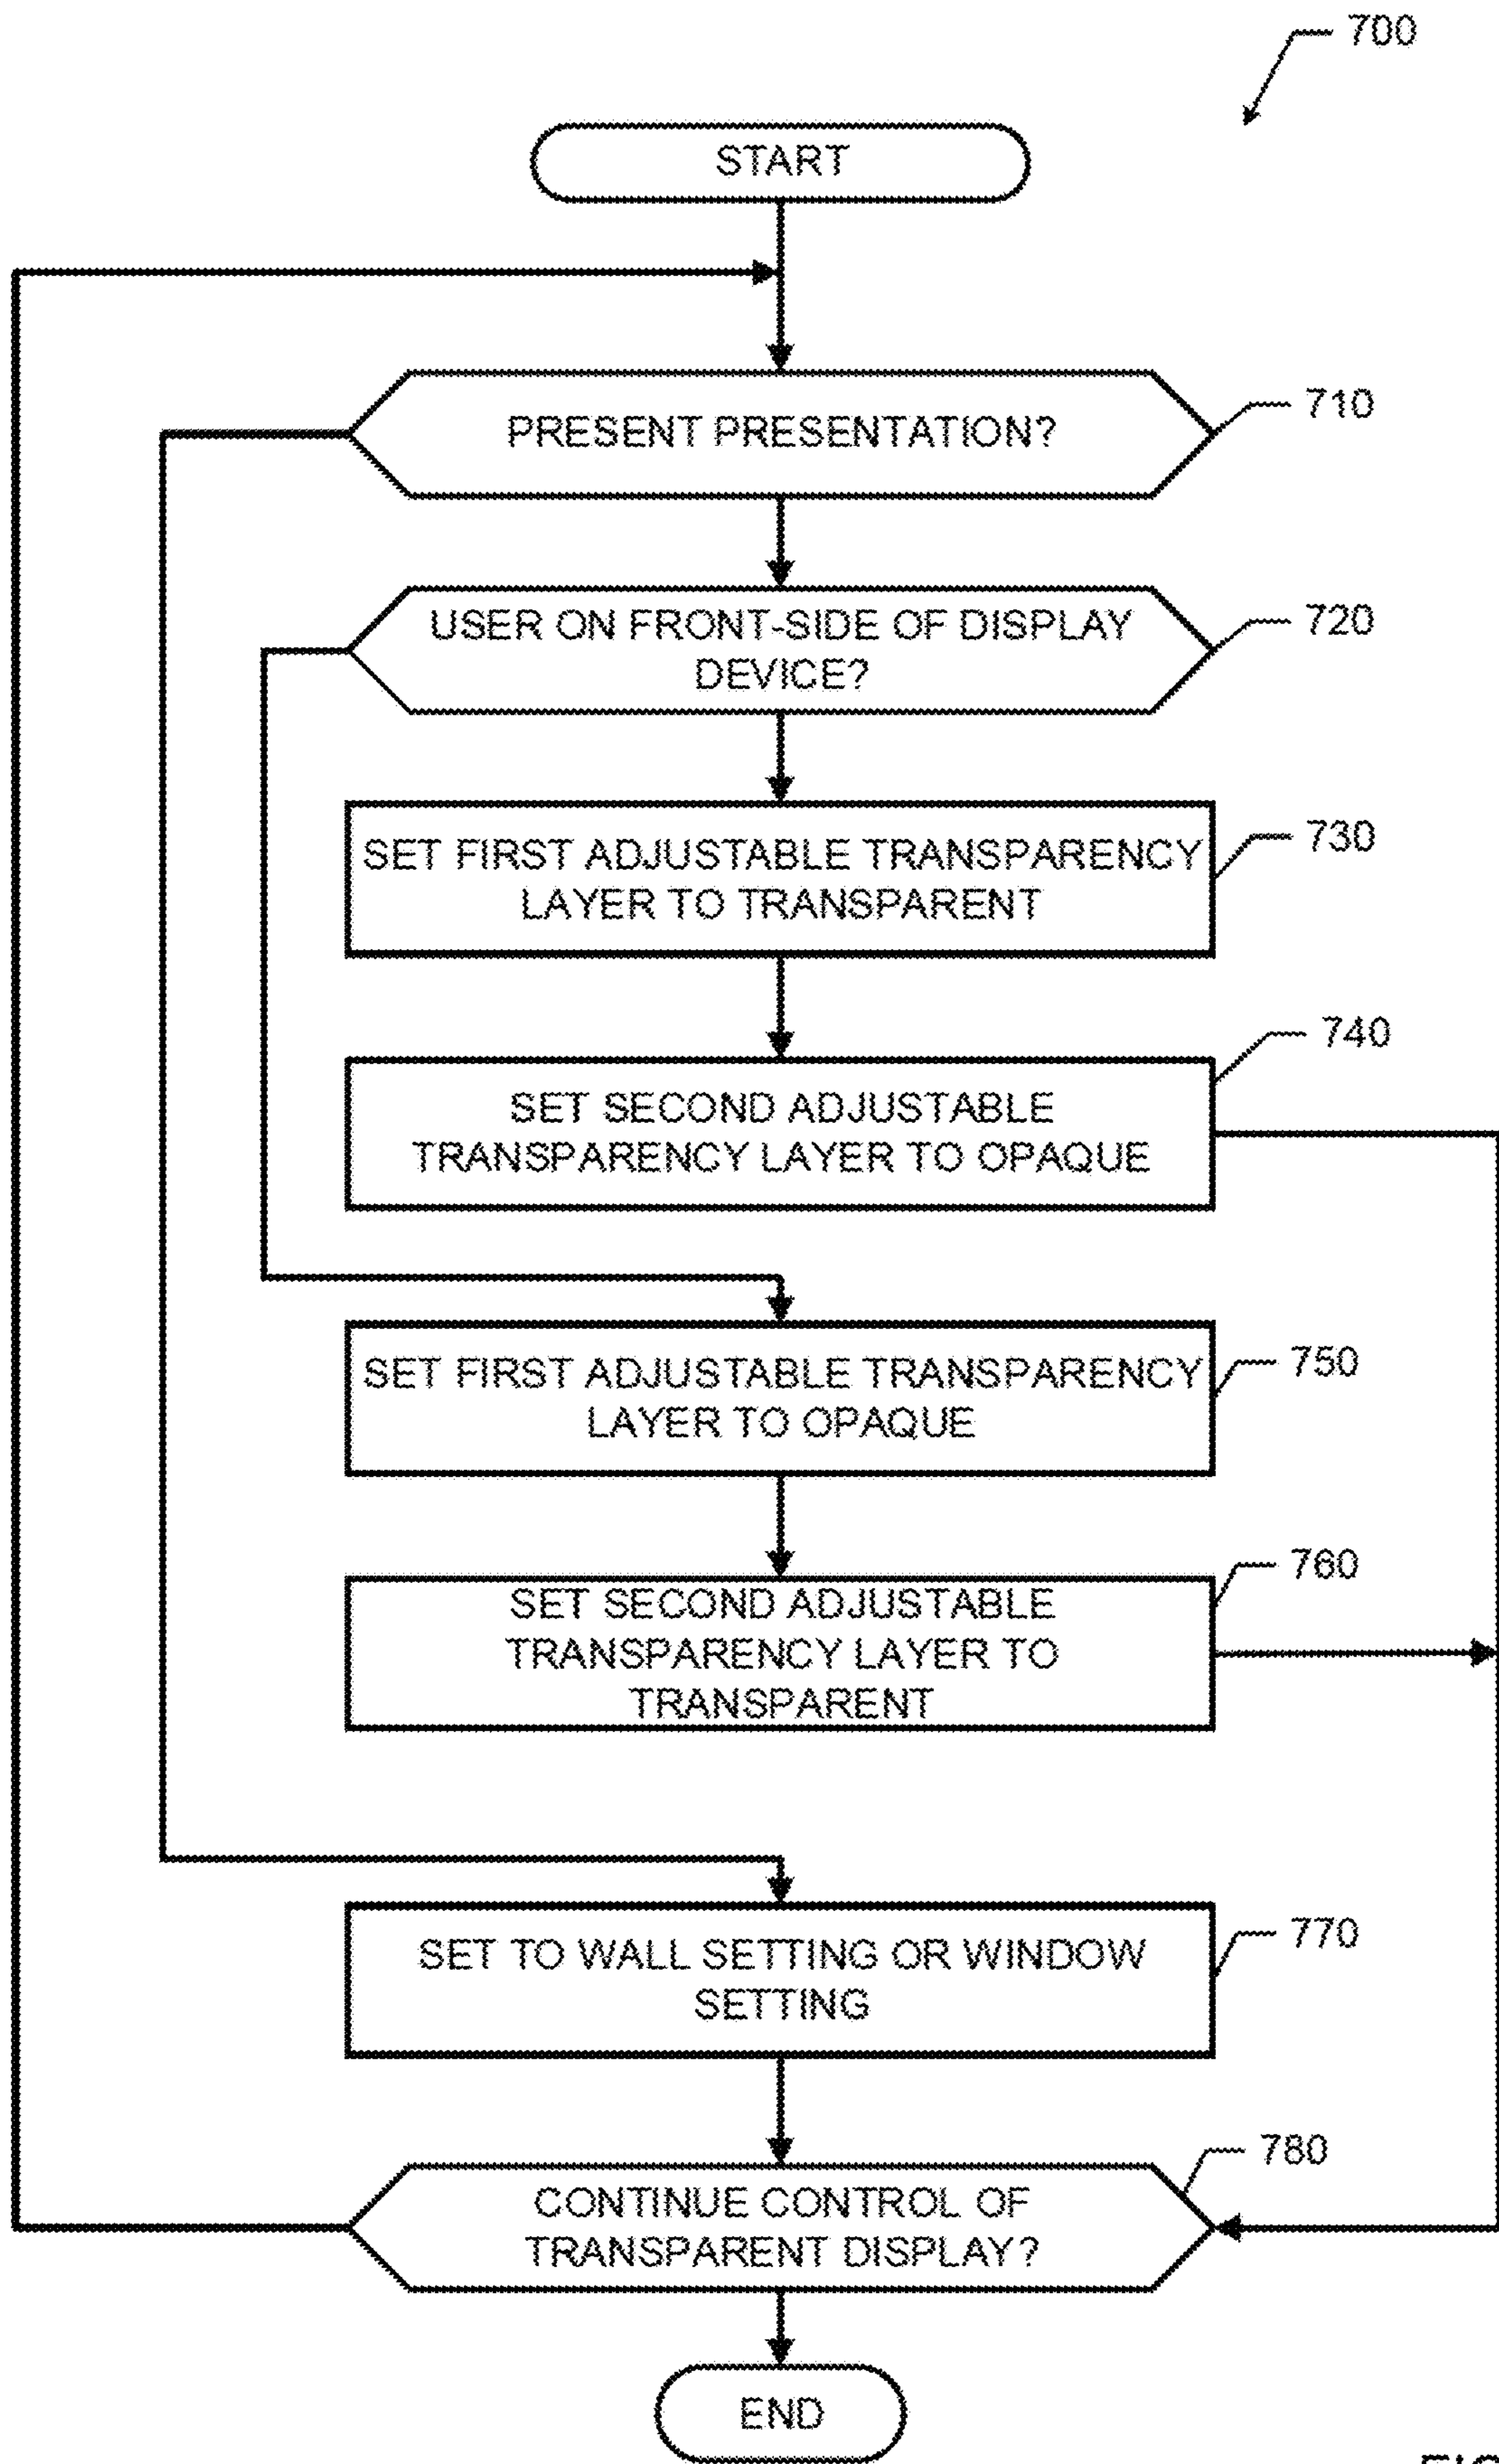 700
START
PRESENT PRESENTATION?
710
USER ON FRONT-SIDE OF DISPLAY
DEVICE?
720
SET FIRST ADJUSTABLE TRANSPARENCY
LAYER TO TRANSPARENT
730
SET SECOND ADJUSTABLE
TRANSPARENCY LAYER TO OPAQUE
740
SET FIRST ADJUSTABLE TRANSPARENCY
LAYER TO OPAQUE
750
SET SECOND ADJUSTABLE
TRANSPARENCY LAYER TO
TRANSPARENT
760
SET TO WALL SETTING OR WINDOW
SETTING
770
CONTINUE CONTROL OF
TRANSPARENT DISPLAY?
780
END